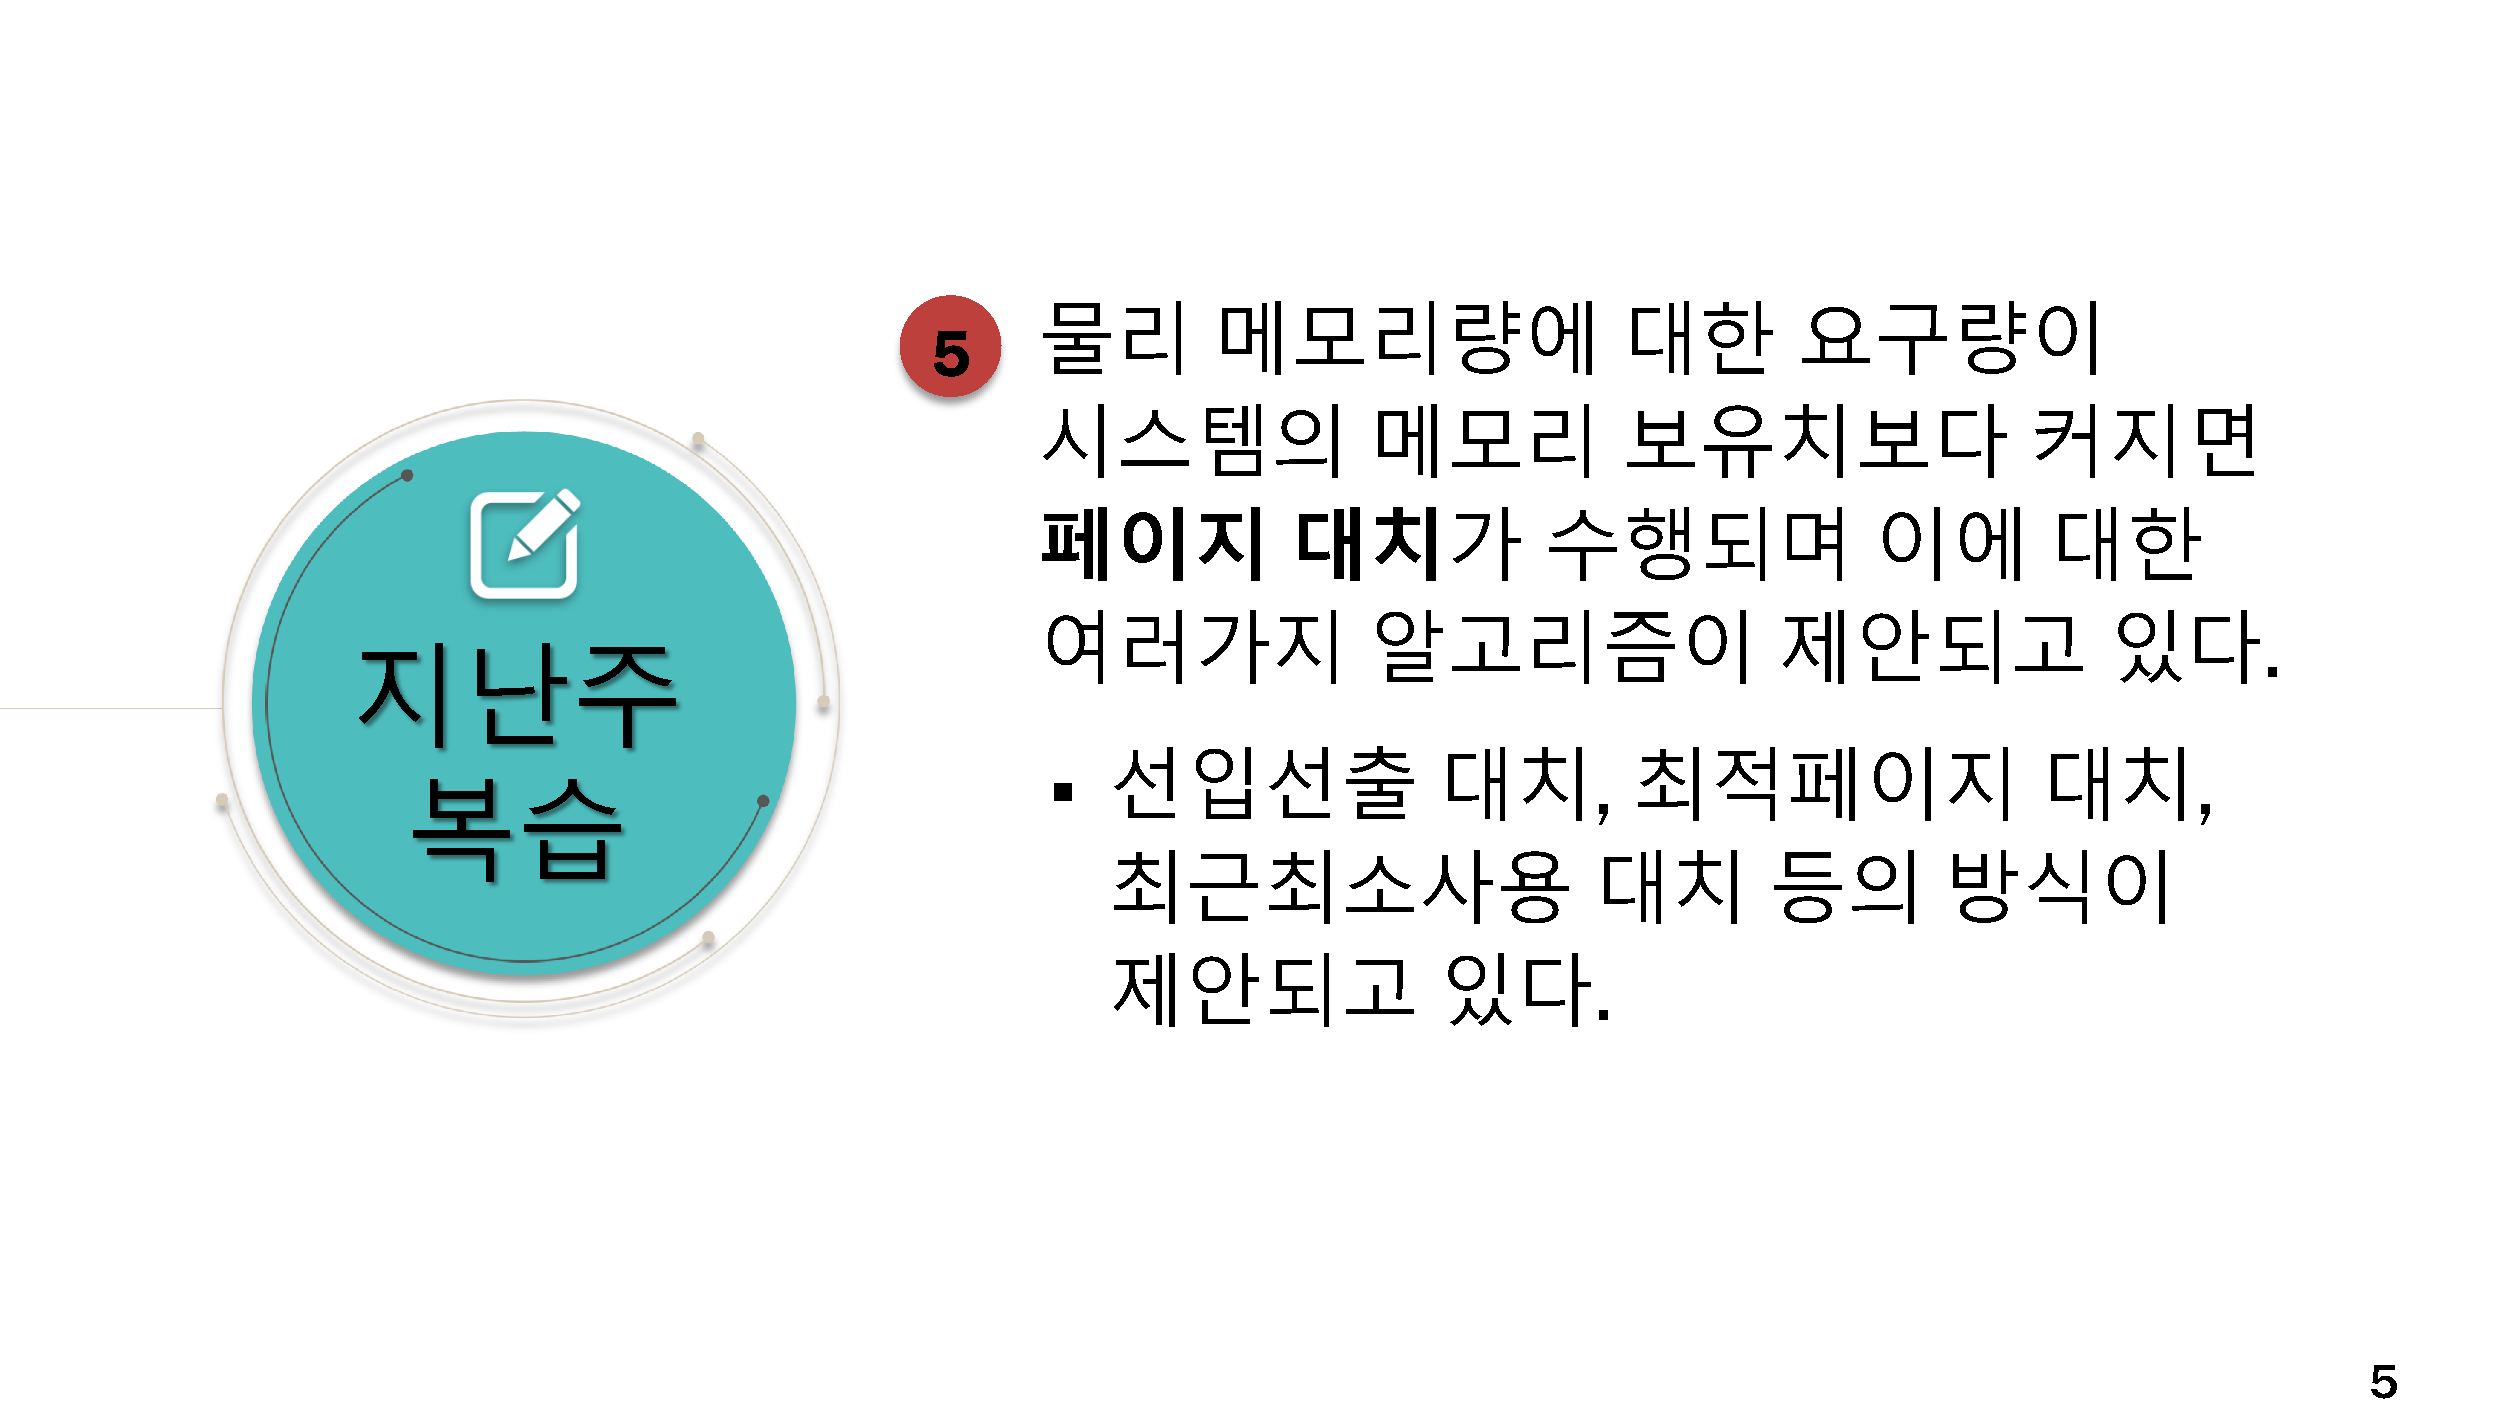 지난주
복습
5
물리 메모리량에 대한 요구량이
시스템의 메모리 보유치보다 커지면
페이지 대치가 수행되며 이에 대한
여러가지 알고리즘이 제안되고 있다.
▪ 선입선출 대치, 최적페이지 대치,
최근최소사용 대치 등의 방식이
제안되고 있다.
5